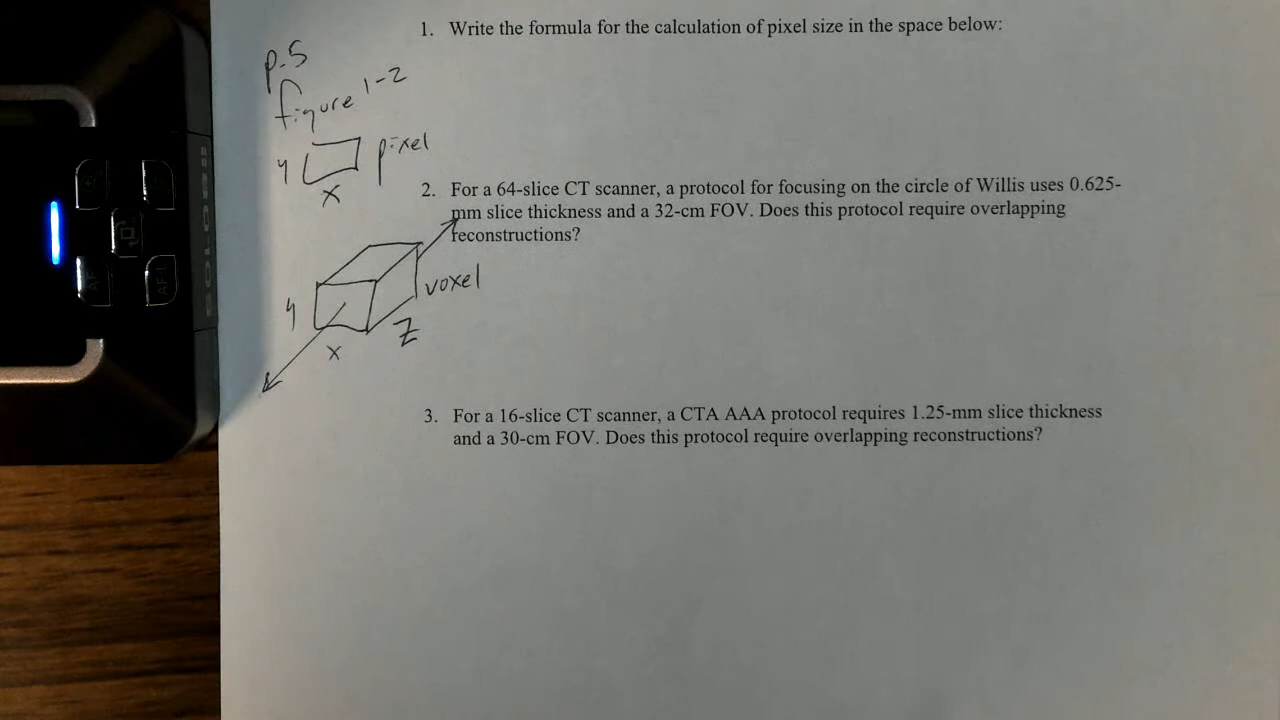 1. Write the formula for the calculation of pixel size in the space below:
p.5
figure 1-2
y pixel
x
2. For a 64-slice CT scanner, a protocol for focusing on the circle of Willis uses 0.625-
mm slice thickness and a 32-cm FOV. Does this protocol require overlapping
reconstructions?
voxel
y
z
x
3. For a 16-slice CT scanner, a CTA AAA protocol requires 1.25-mm slice thickness
and a 30-cm FOV. Does this protocol require overlapping reconstructions?
AF